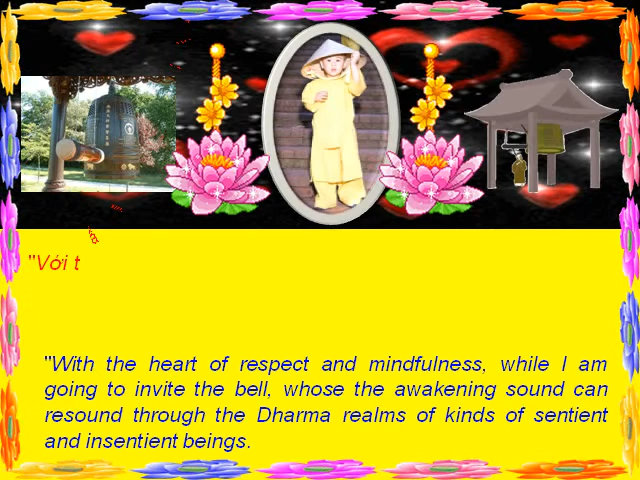 "Với t
"With the heart of respect and mindfulness, while I am
going to invite the bell, whose the awakening sound can
resound through the Dharma realms of kinds of sentient
and insentient beings.